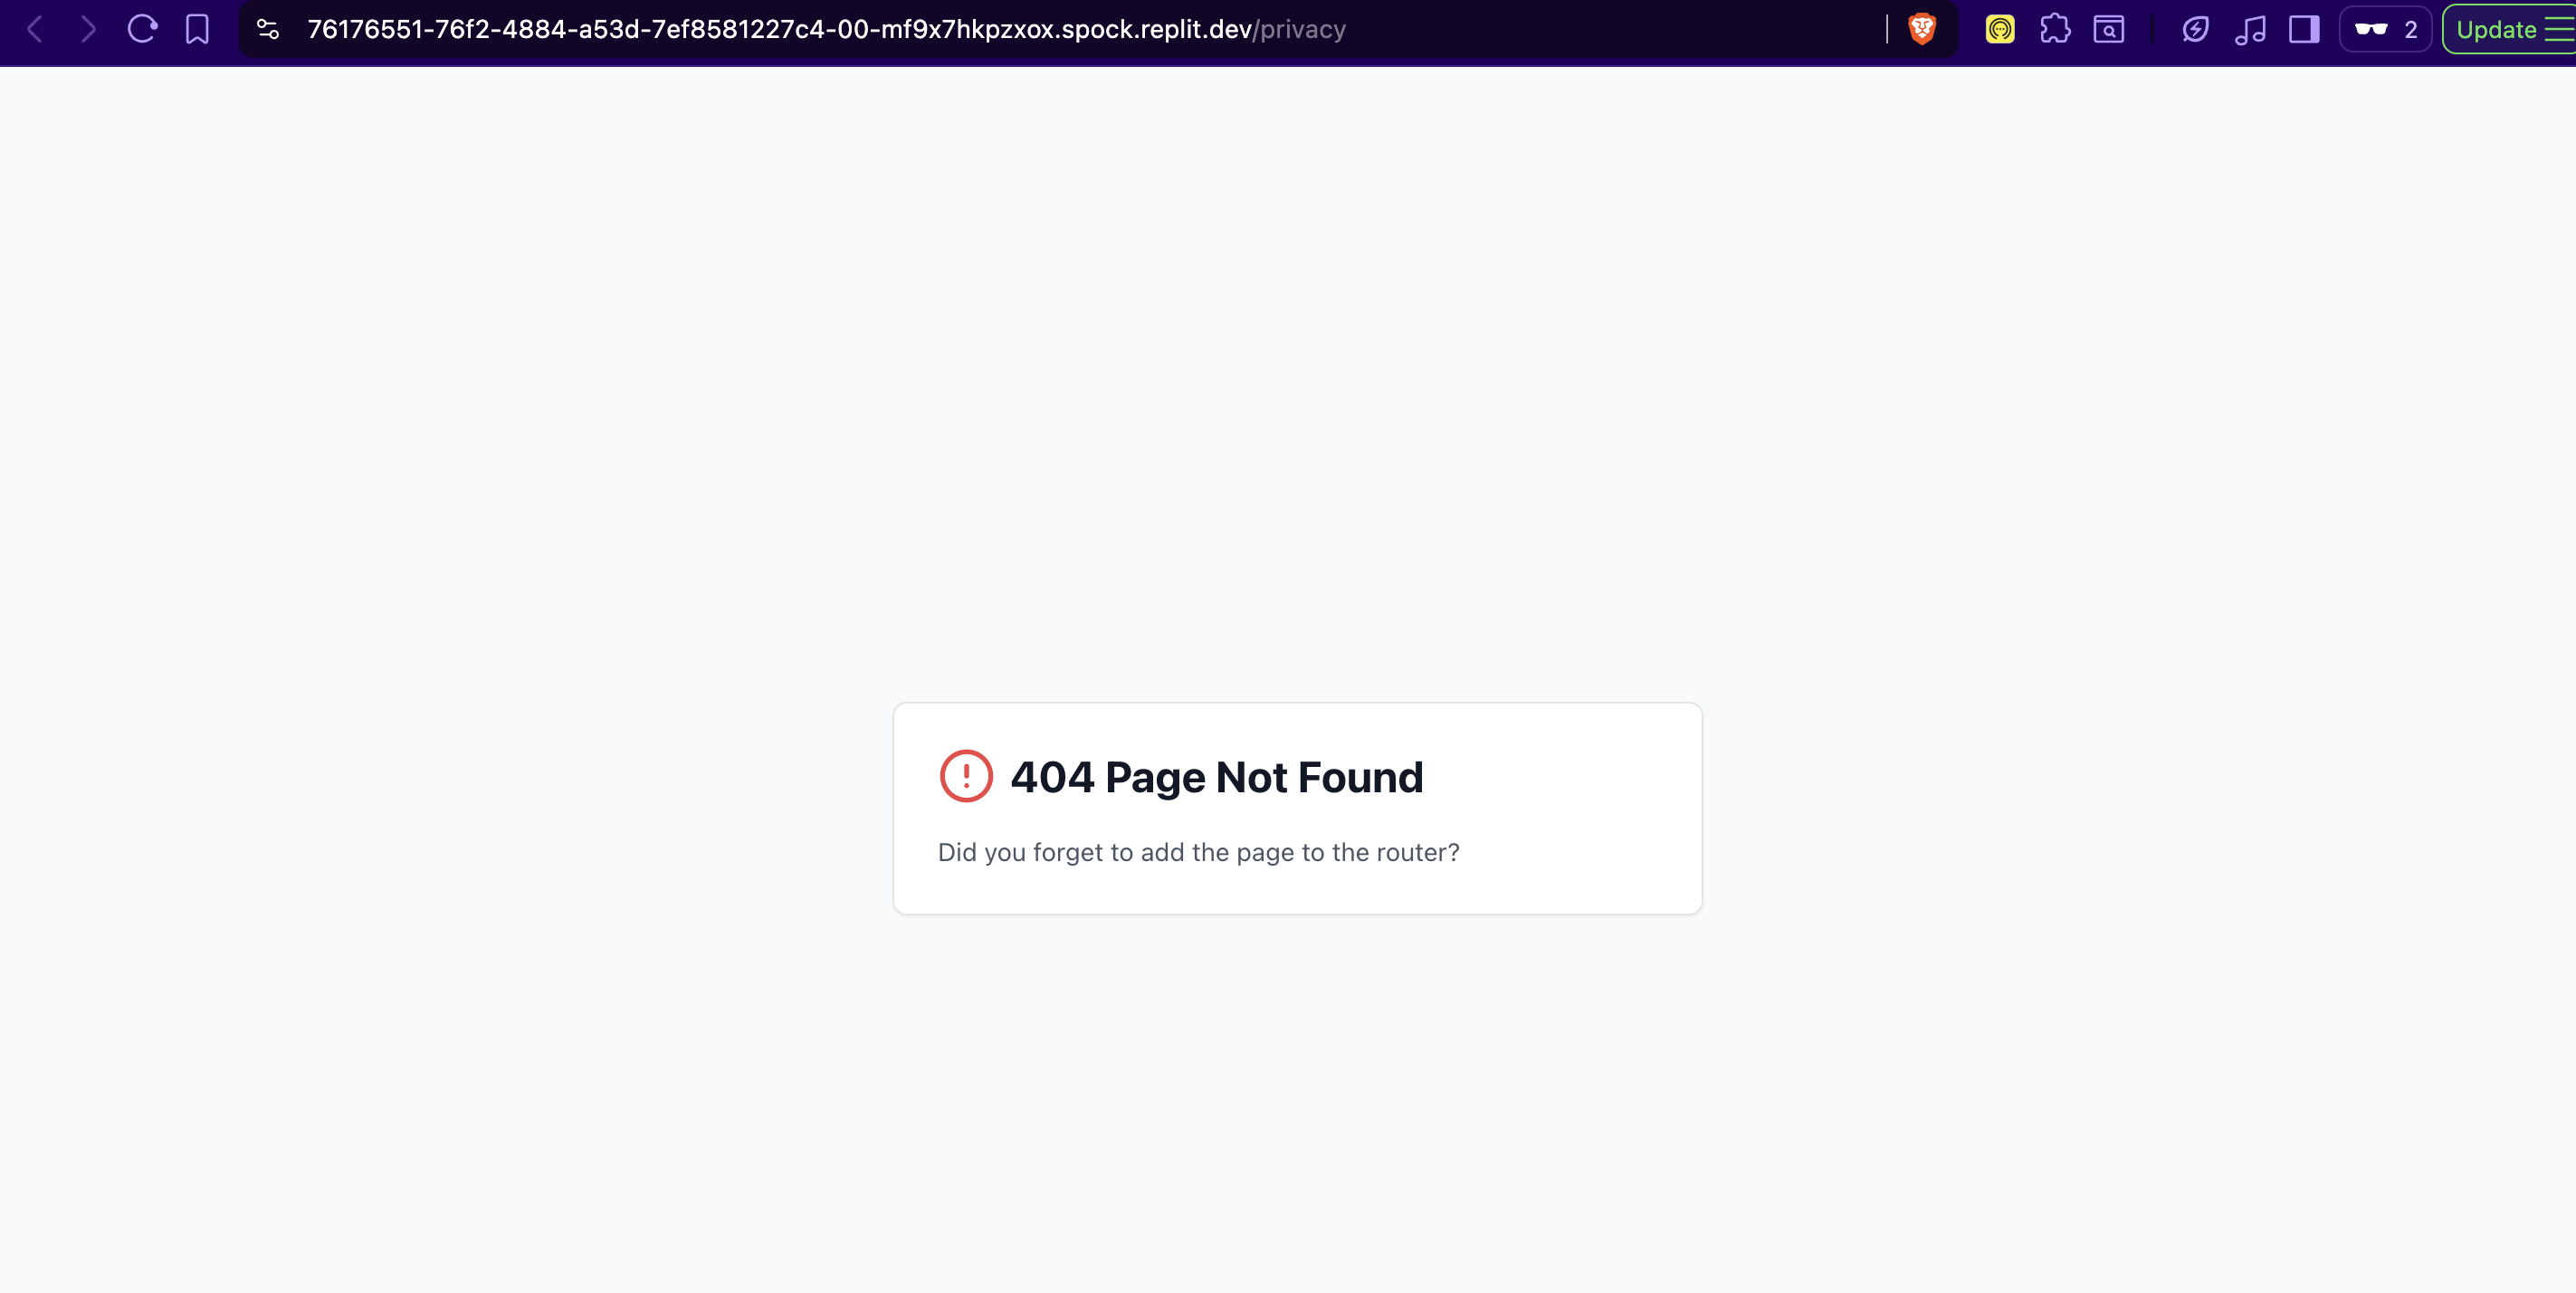 76176551-76f2-4884-a53d-7ef8581227c4-00-mf9x7hkpzxox.spock.replit.dev/privacy
2
Update
404 Page Not Found
Did you forget to add the page to the router?